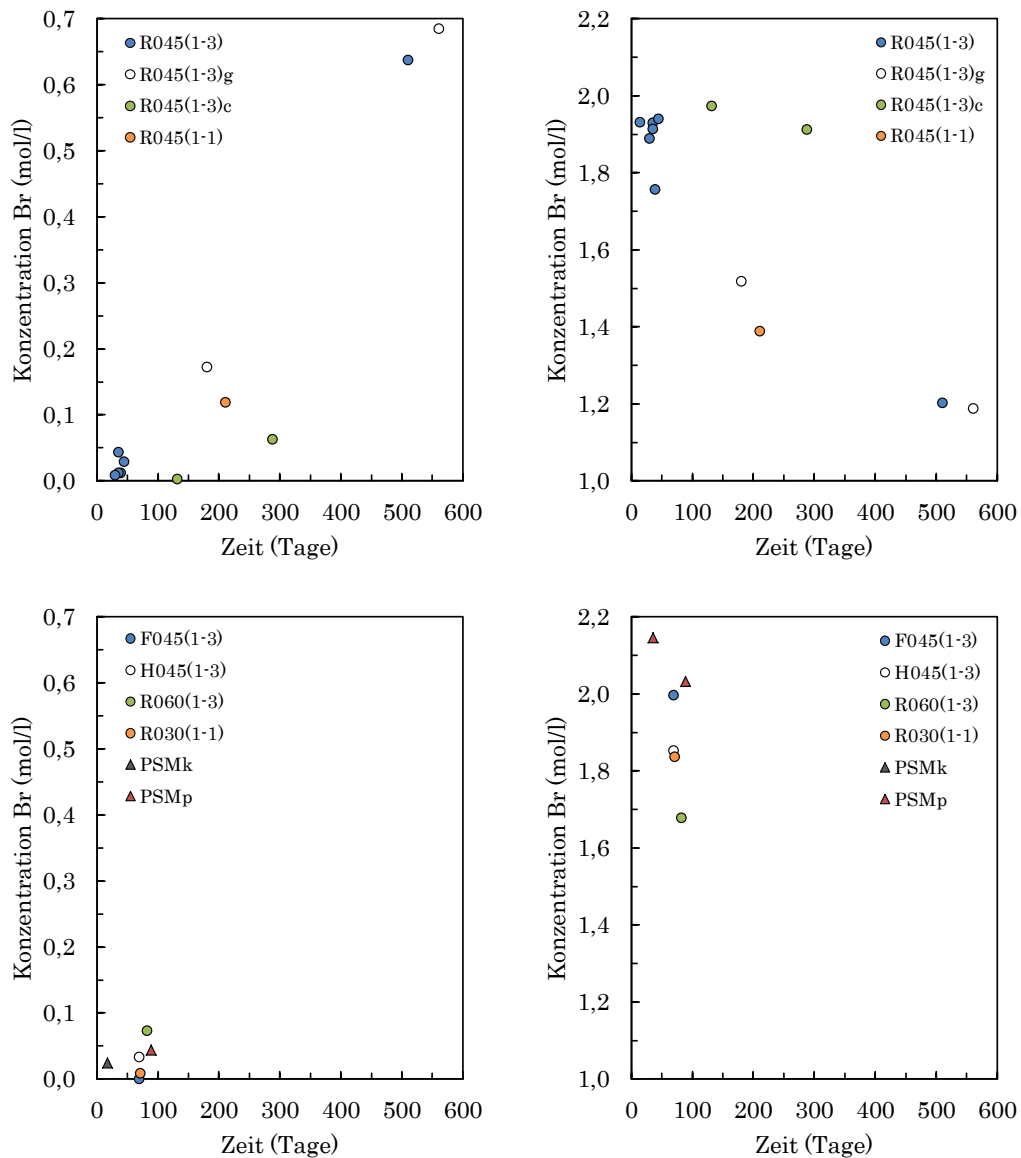 Konzentration Br (mol/l)
0,7
0,6
0,5
0,4
0,3
0,2
0,1
0,0
R045(1-3)
R045(1-3)g
R045(1-3)c
R045(1-1)
0 100 200 300 400 500 600
Zeit (Tage)
Konzentration Br (mol/l)
2,2
2,0
1,8
1,6
1,4
1,2
1,0
R045(1-3)
R045(1-3)g
R045(1-3)c
R045(1-1)
0 100 200 300 400 500 600
Zeit (Tage)
Konzentration Br (mol/l)
0,7
0,6
0,5
0,4
0,3
0,2
0,1
0,0
F045(1-3)
H045(1-3)
R060(1-3)
R030(1-1)
PSMk
PSMp
0 100 200 300 400 500 600
Zeit (Tage)
Konzentration Br (mol/l)
2,2
2,0
1,8
1,6
1,4
1,2
1,0
F045(1-3)
H045(1-3)
R060(1-3)
R030(1-1)
PSMk
PSMp
0 100 200 300 400 500 600
Zeit (Tage)